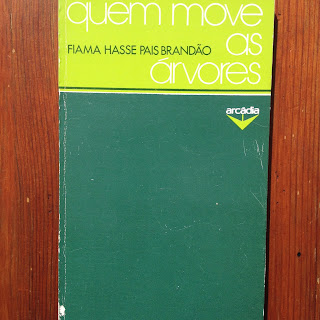 quem move
FIAMA HASSE PAIS BRANDÃO
as
árvores
arcádia